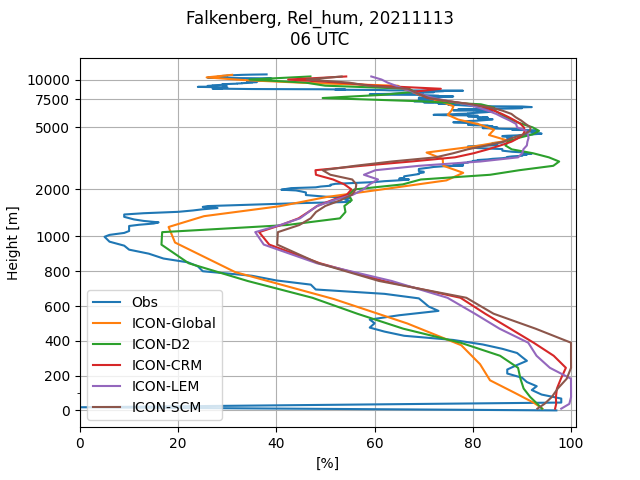 Falkenberg, Rel_hum, 20211113
06 UTC
Height [m]
10000
7500
5000
2000
1000
800
600
400
200
0
Obs
ICON-Global
ICON-D2
ICON-CRM
ICON-LEM
ICON-SCM
0 20 40 60 80 100
[%]